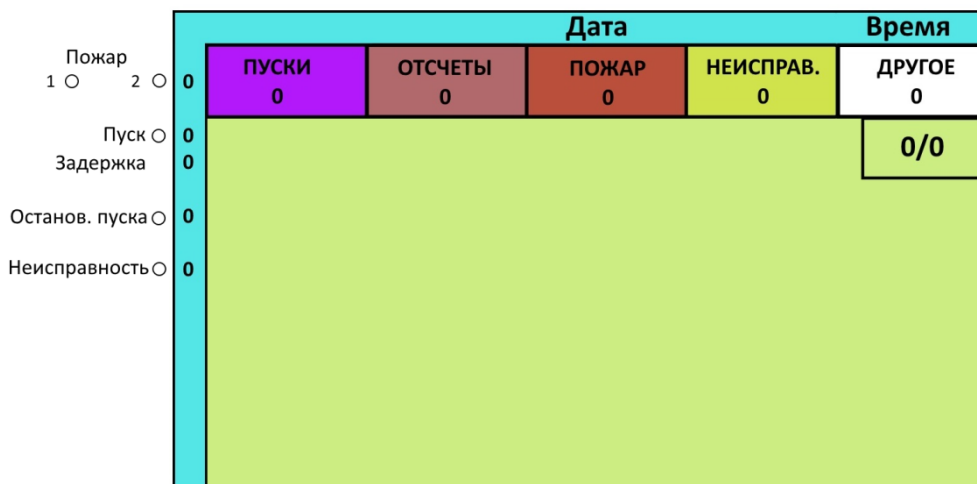 Дата Время
Пожар
1 2 0
ПУСКИ ОТСЧЕТЫ ПОЖАР НЕИСПРАВ. ДРУГОЕ
0 0 0 0 0
Пуск 0
0/0
Задержка 0
Останов. пуска 0
Неисправность 0